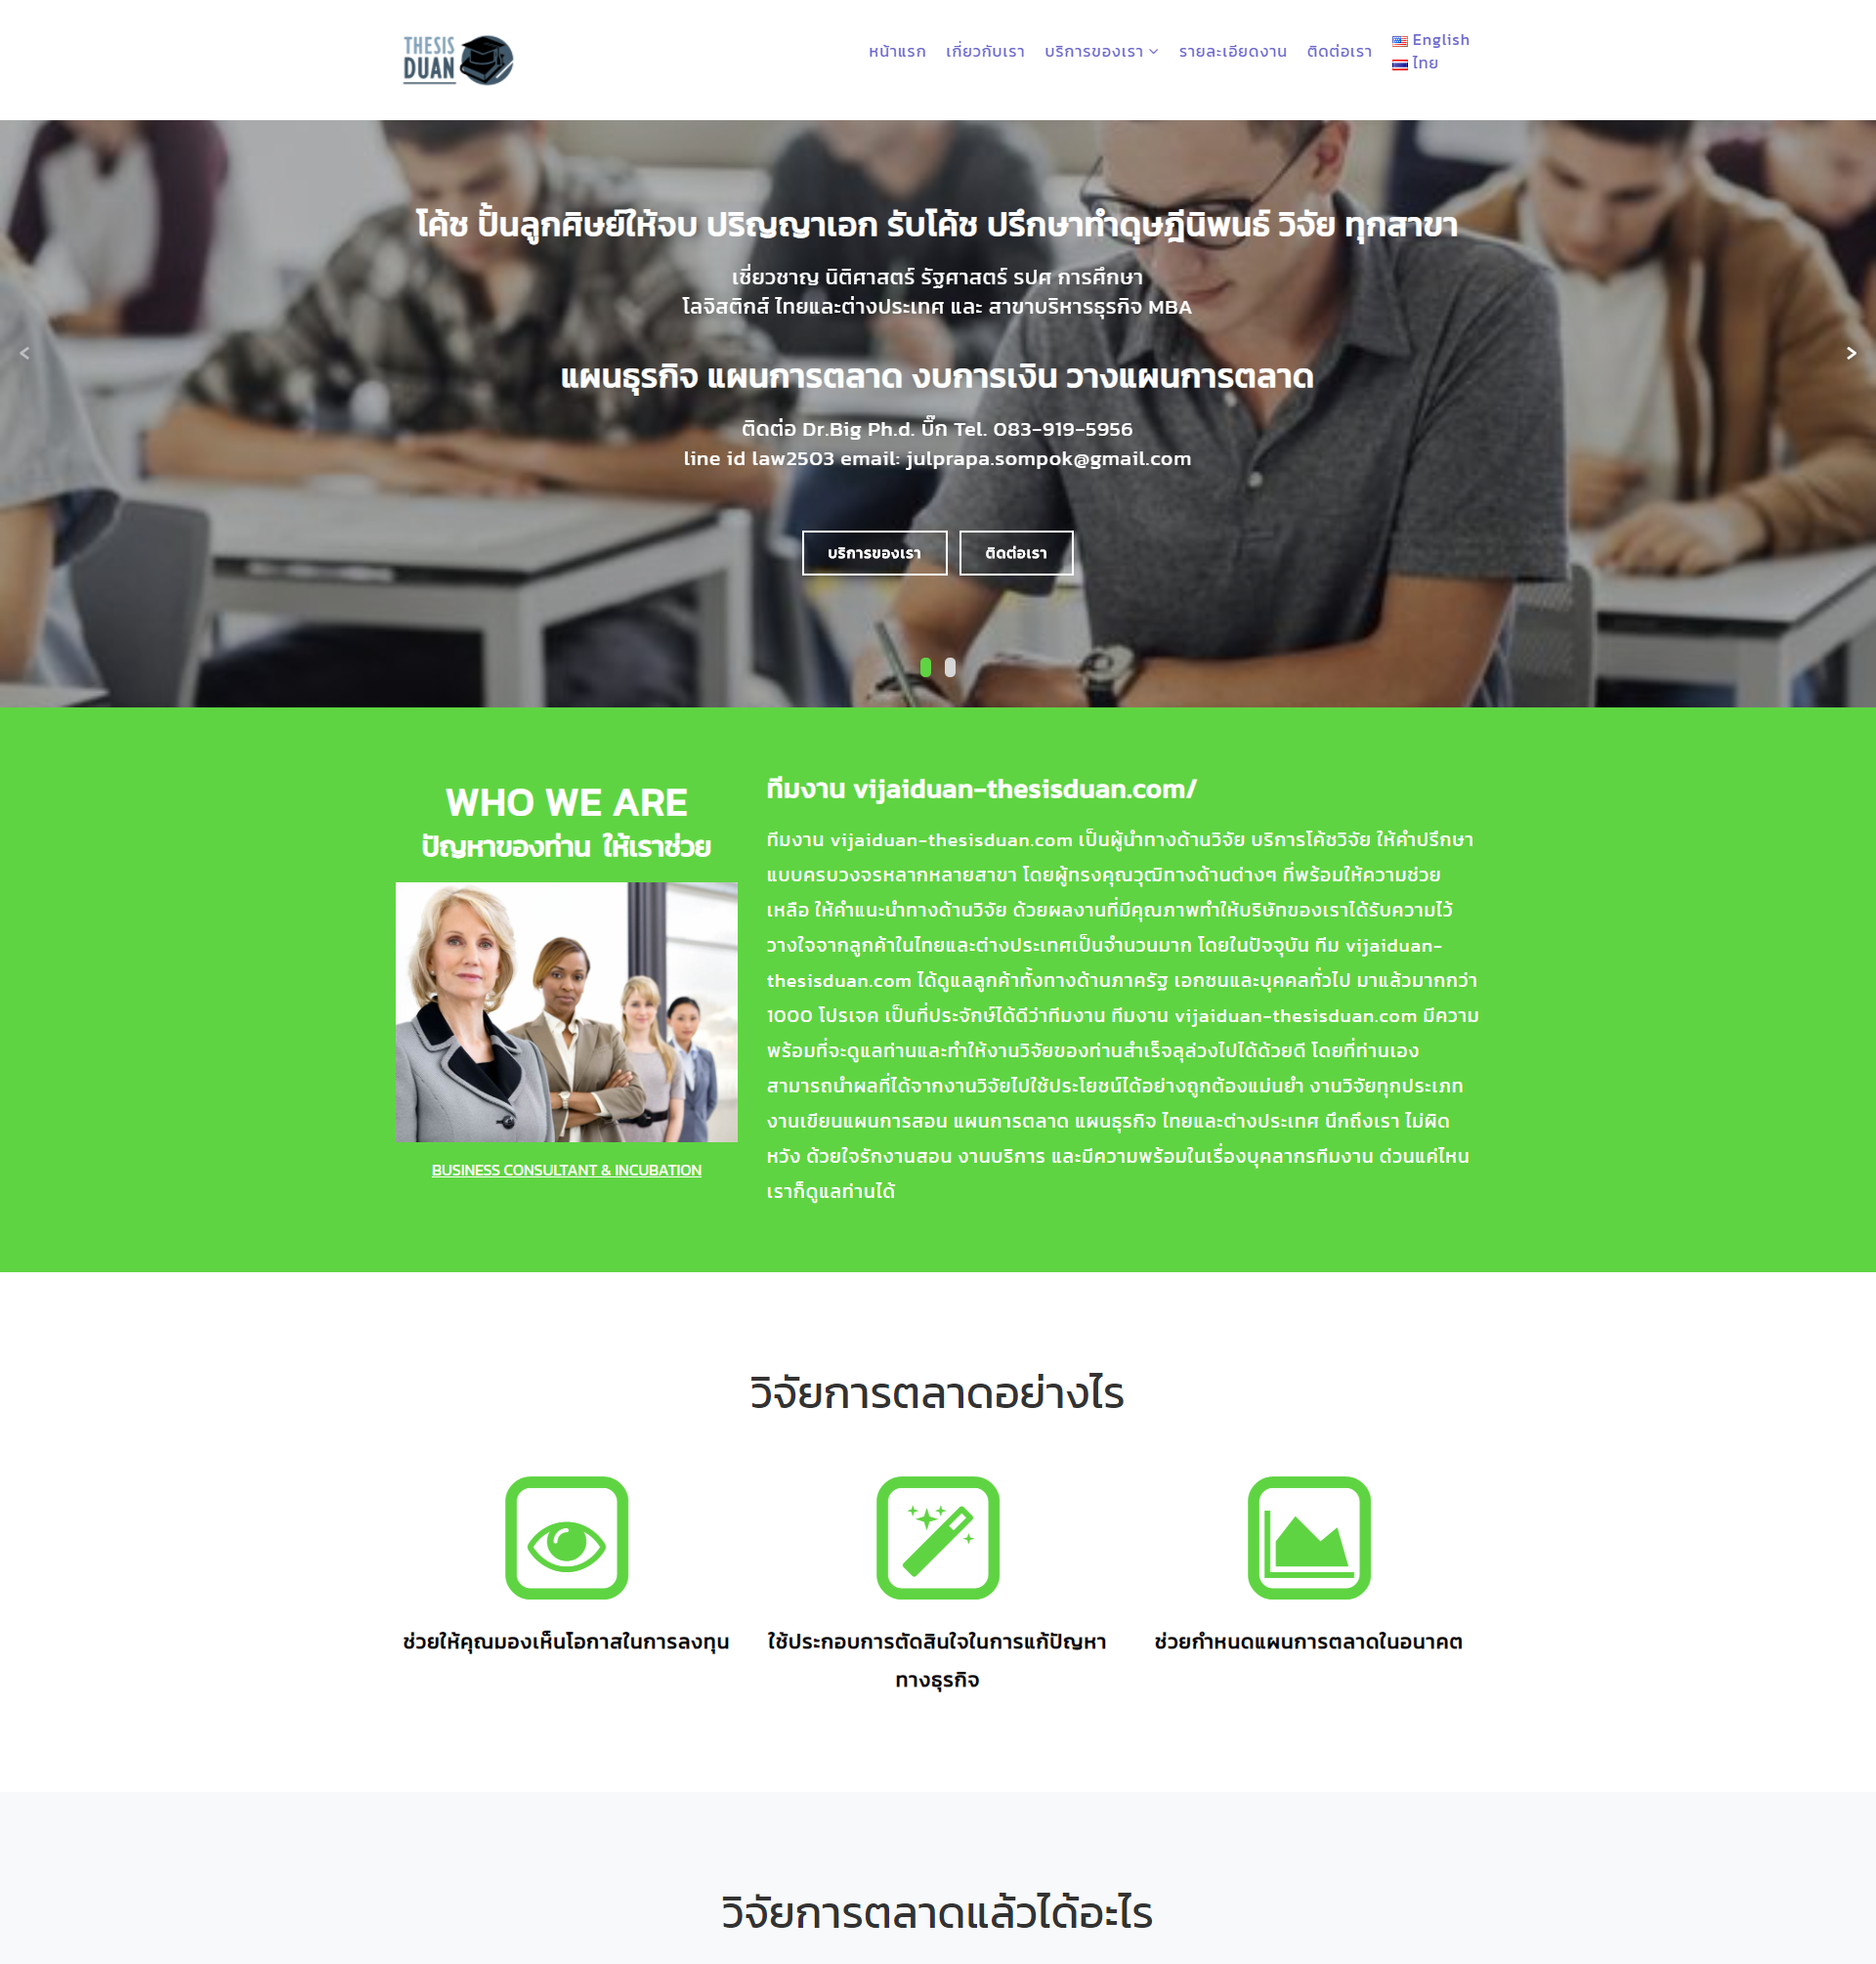 THESIS
DUAN
หน้าแรก เกี่ยวกับเรา บริการของเรา รายละเอียดงาน ติดต่อเรา English
ไทย
โค้ช ปั้นลูกศิษย์ให้จบ ปริญญาเอก รับโค้ช ปรึกษาทำดุษฎีนิพนธ์ วิจัย ทุกสาขา
เชี่ยวชาญ นิติศาสตร์ รัฐศาสตร์ รปศ การศึกษา
โลจิสติกส์ ไทยและต่างประเทศ และ สาขาบริหารธุรกิจ MBA
แผนธุรกิจ แผนการตลาด งบการเงิน วางแผนการตลาด
ติดต่อ Dr.Big Ph.d. บิ๊ก Tel. 083-919-5956
line id law2503 email: julprapa.sompok@gmail.com
บริการของเรา ติดต่อเรา
WHO WE ARE
ปัญหาของท่าน ให้เราช่วย
BUSINESS CONSULTANT & INCUBATION
ทีมงาน vijaiduan-thesisduan.com/
ทีมงาน vijaiduan-thesisduan.com เป็นผู้นำทางด้านวิจัย บริการโค้ชวิจัย ให้คำปรึกษา
แบบครบวงจรหลากหลายสาขา โดยผู้ทรงคุณวุฒิทางด้านต่างๆ ที่พร้อมให้ความช่วย
เหลือ ให้คำแนะนำทางด้านวิจัย ด้วยผลงานที่มีคุณภาพทำให้บริษัทของเราได้รับความไว้
วางใจจากลูกค้าในไทยและต่างประเทศเป็นจำนวนมาก โดยในปัจจุบัน ทีม vijaiduan-
thesisduan.com ได้ดูแลลูกค้าทั้งทางด้านภาครัฐ เอกชนและบุคคลทั่วไป มาแล้วมากกว่า
1000 โปรเจค เป็นที่ประจักษ์ได้ดีว่าทีมงาน ทีมงาน vijaiduan-thesisduan.com มีความ
พร้อมที่จะดูแลท่านและทำให้งานวิจัยของท่านสำเร็จลุล่วงไปได้ด้วยดี โดยที่ท่านเอง
สามารถนำผลที่ได้จากงานวิจัยไปใช้ประโยชน์ได้อย่างถูกต้องแม่นยำ งานวิจัยทุกประเภท
งานเขียนแผนการสอน แผนการตลาด แผนธุรกิจ ไทยและต่างประเทศ นึกถึงเรา ไม่ผิด
หวัง ด้วยใจรักงานสอน งานบริการ และมีความพร้อมในเรื่องบุคลากรทีมงาน ด่วนแค่ไหน
เราก็ดูแลท่านได้
วิจัยการตลาดอย่างไร
ช่วยให้คุณมองเห็นโอกาสในการลงทุน
ใช้ประกอบการตัดสินใจในการแก้ปัญหา
ทางธุรกิจ
ช่วยกำหนดแผนการตลาดในอนาคต
วิจัยการตลาดแล้วได้อะไร